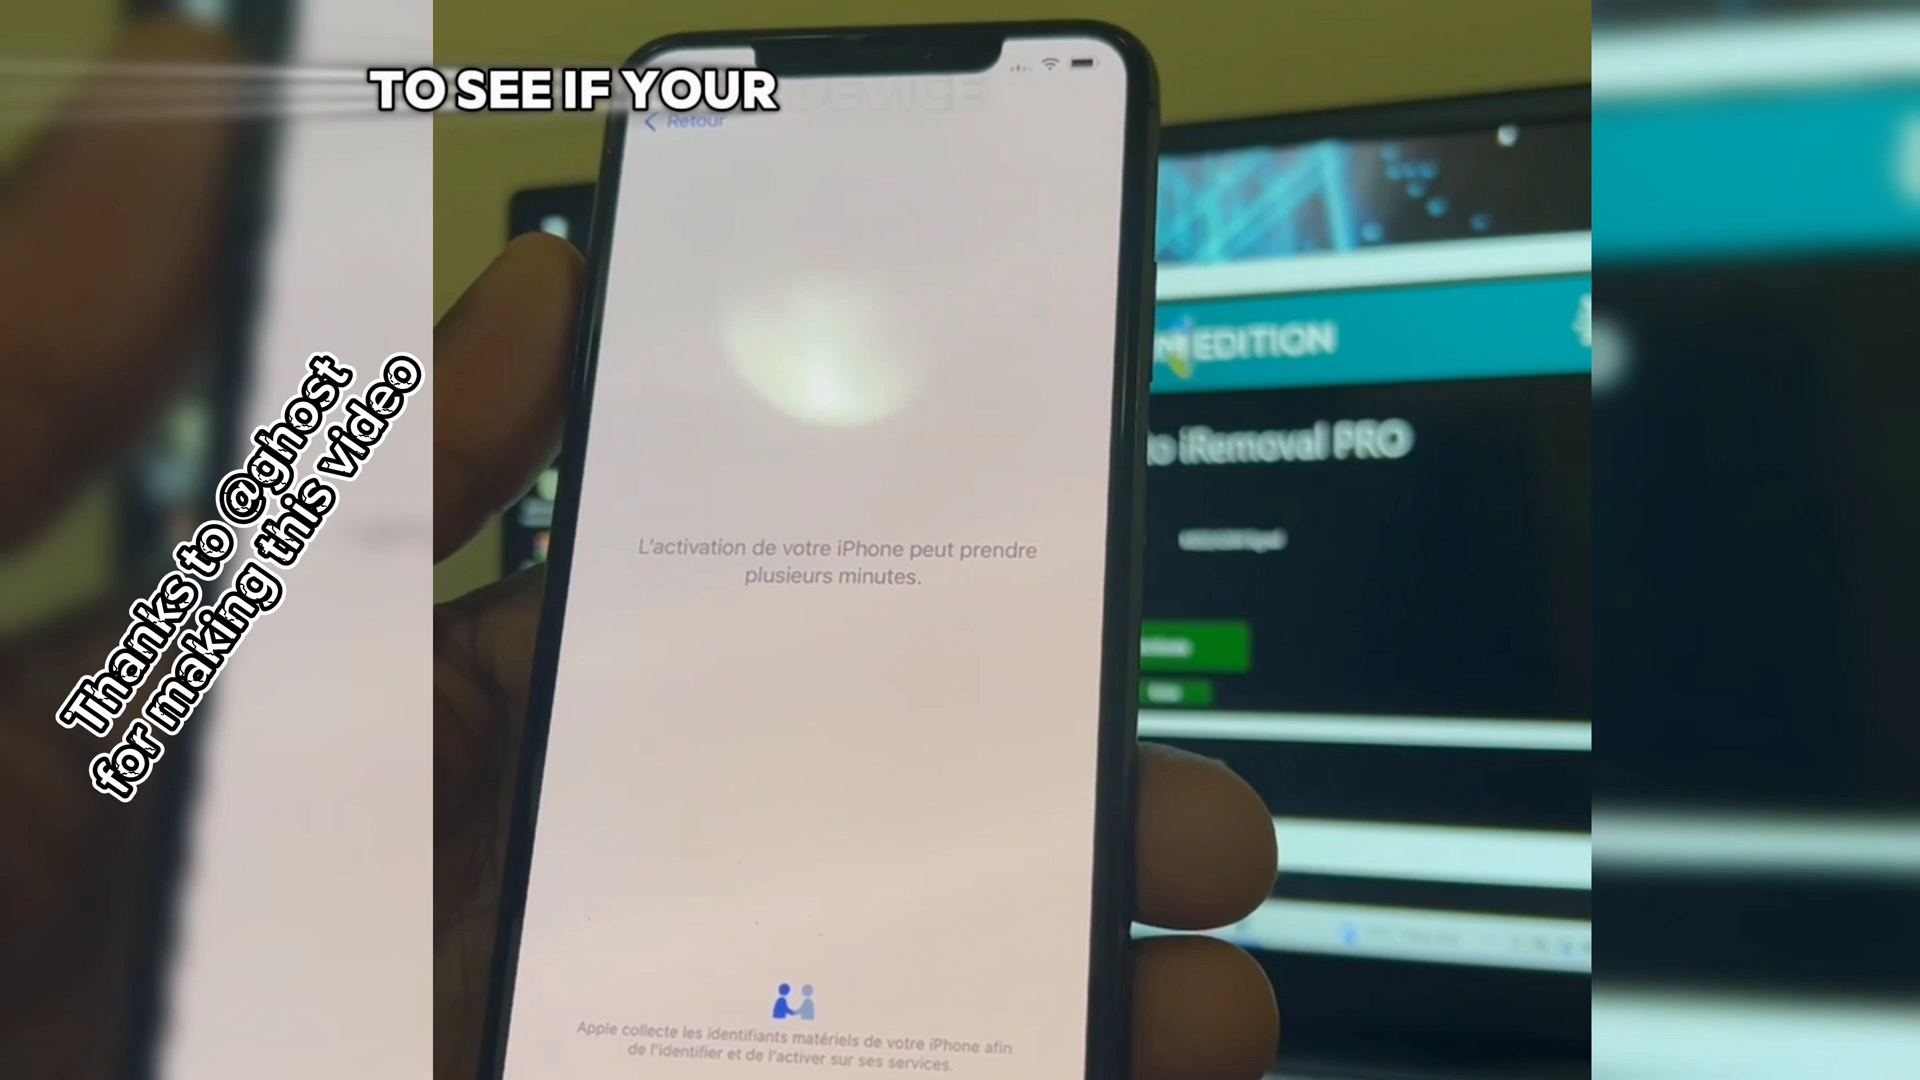 TO SEE IF YOUR DEVICE
Retour
EDITION
iRemoval PRO
L'activation de votre iPhone peut prendre
plusieurs minutes.
Thanks to @ghost
for making this video
Apple collecte les identifiants matériels de votre iPhone afin
de l'identifier et de l'activer sur ses services.